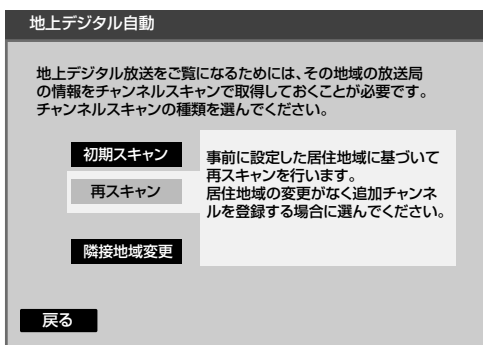 地上デジタル自動
地上デジタル放送をご覧になるためには、その地域の放送局
の情報をチャンネルスキャンで取得しておくことが必要です。
チャンネルスキャンの種類を選んでください。
初期スキャン
再スキャン
隣接地域変更
事前に設定した居住地域に基づいて
再スキャンを行います。
居住地域の変更がなく追加チャンネ
ルを登録する場合に選んでください。
戻る